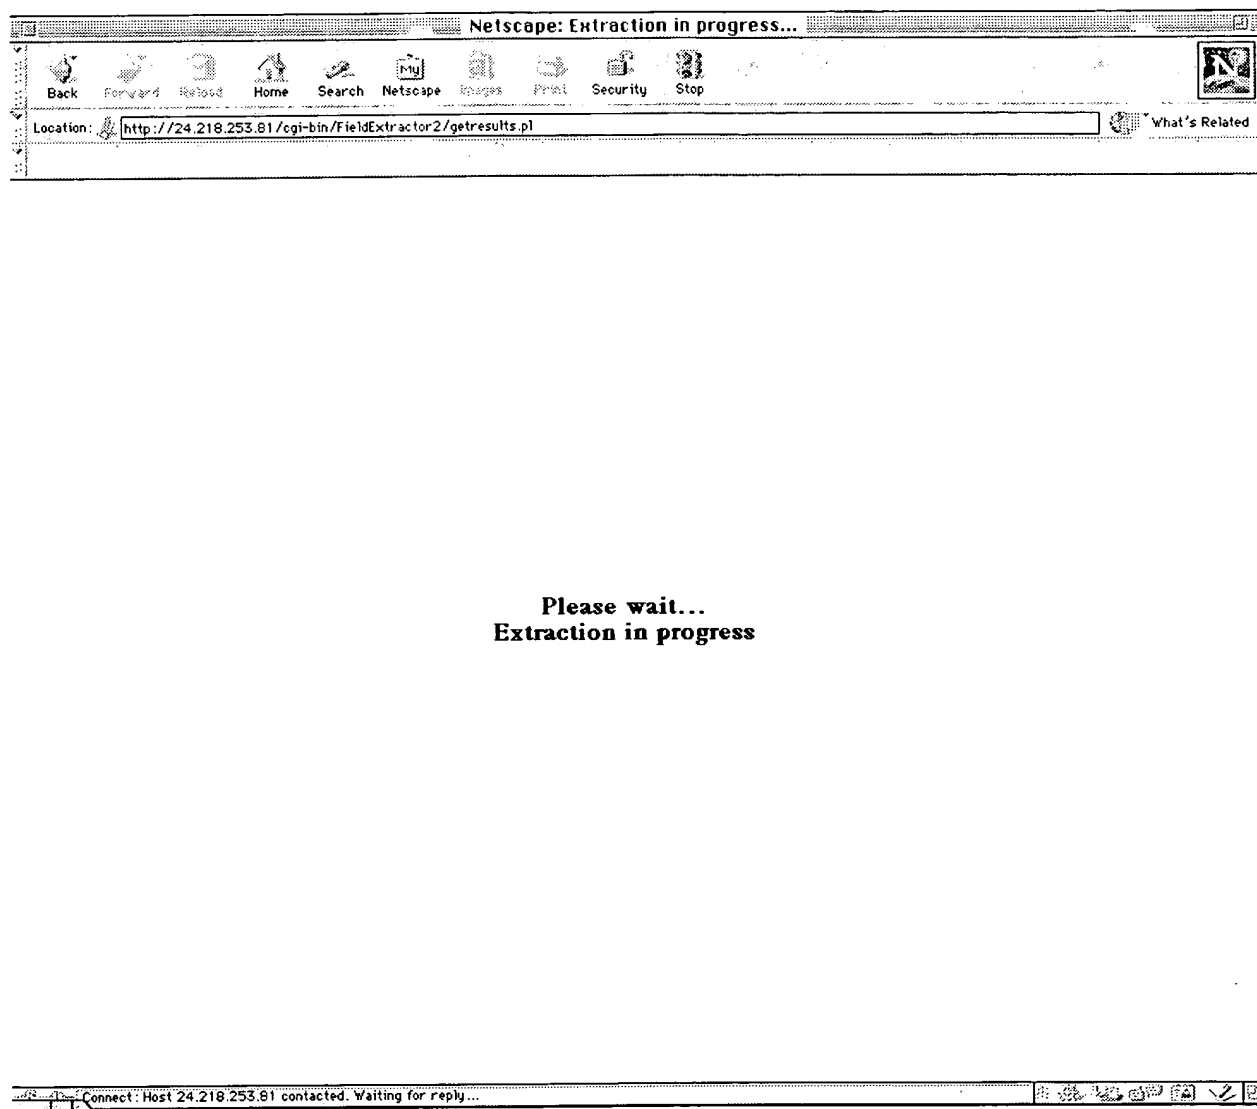 Netscape: Extraction in progress...
Back Forward Reload Home Search Netscape Images Print Security Stop
My
N
Location: http://24.218.253.81/cgi-bin/FieldExtractor2/getresults.pl What's Related
Please wait...
Extraction in progress
Connect: Host 24.218.253.81 contacted. Waiting for reply...